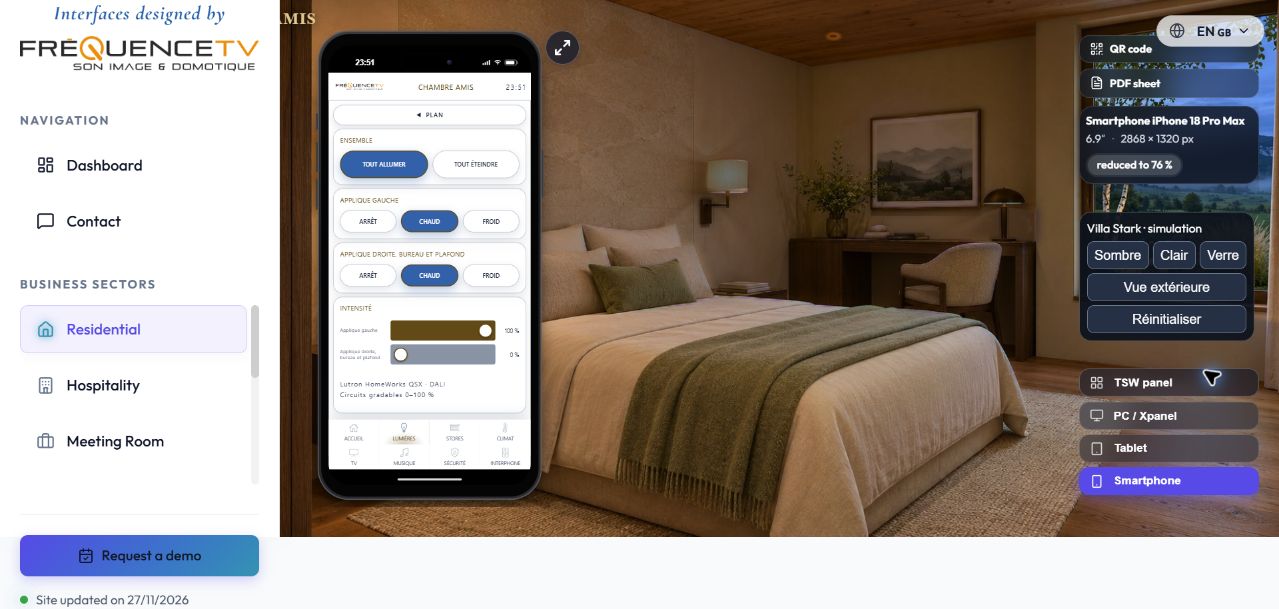 Interfaces designed by
FRÉQUENCETV
SON IMAGE & DOMOTIQUE
NAVIGATION
Dashboard
Contact
BUSINESS SECTORS
Residential
Hospitality
Meeting Room
Request a demo
Site updated on 27/11/2026
AMIS
23:51
FRÉQUENCETV
CHAMBRE AMIS
23:51
◄ PLAN
ENSEMBLE
TOUT ALLUMER
TOUT ÉTEINDRE
APPLIQUE GAUCHE
ARRÊT
CHAUD
FROID
APPLIQUE DROITE, BUREAU ET PLAFOND
ARRÊT
CHAUD
FROID
INTENSITÉ
Applique gauche
100 %
Applique droite,
bureau et plafond
0 %
Lutron HomeWorks QSX · DALI
Circuits gradables 0–100 %
ACCUEIL
LUMIÈRES
STORES
CLIMAT
TV
MUSIQUE
SÉCURITÉ
INTERPHONE
EN GB
QR code
PDF sheet
Smartphone iPhone 18 Pro Max
6.9" · 2868 × 1320 px
reduced to 76 %
Villa Stark · simulation
Sombre
Clair
Verre
Vue extérieure
Réinitialiser
TSW panel
PC / Xpanel
Tablet
Smartphone